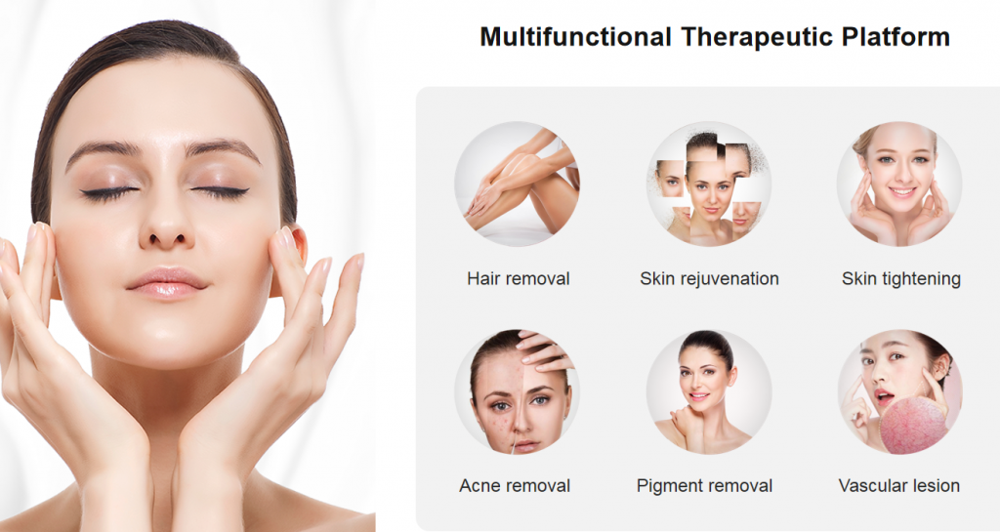 Multifunctional Therapeutic Platform
Hair removal
Skin rejuvenation
Skin tightening
Acne removal
Pigment removal
Vascular lesion